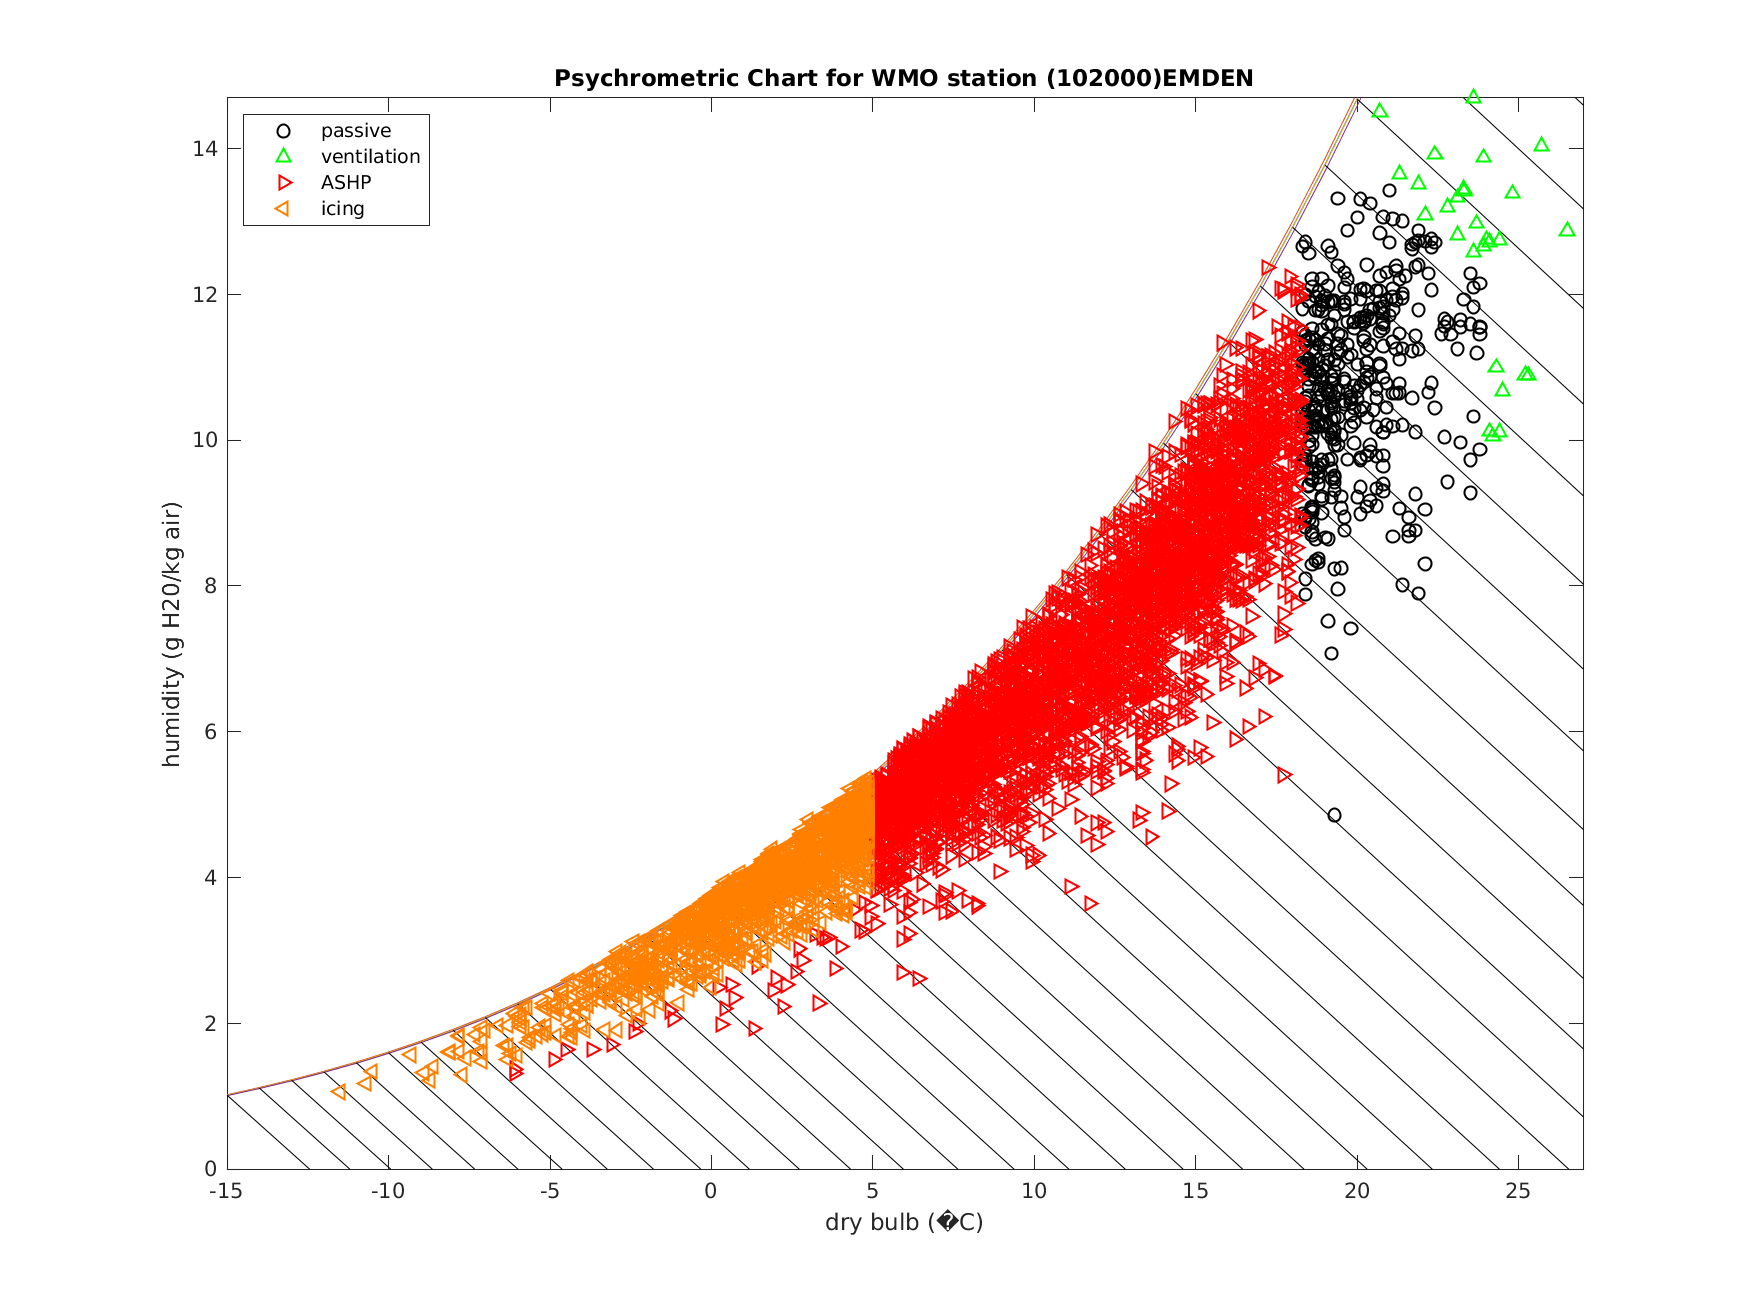 Psychrometric Chart for WMO station (102000)EMDEN
passive
ventilation
ASHP
icing
14
12
10
8
6
4
2
0
humidity (g H20/kg air)
-15 -10 -5 0 5 10 15 20 25
dry bulb (�C)